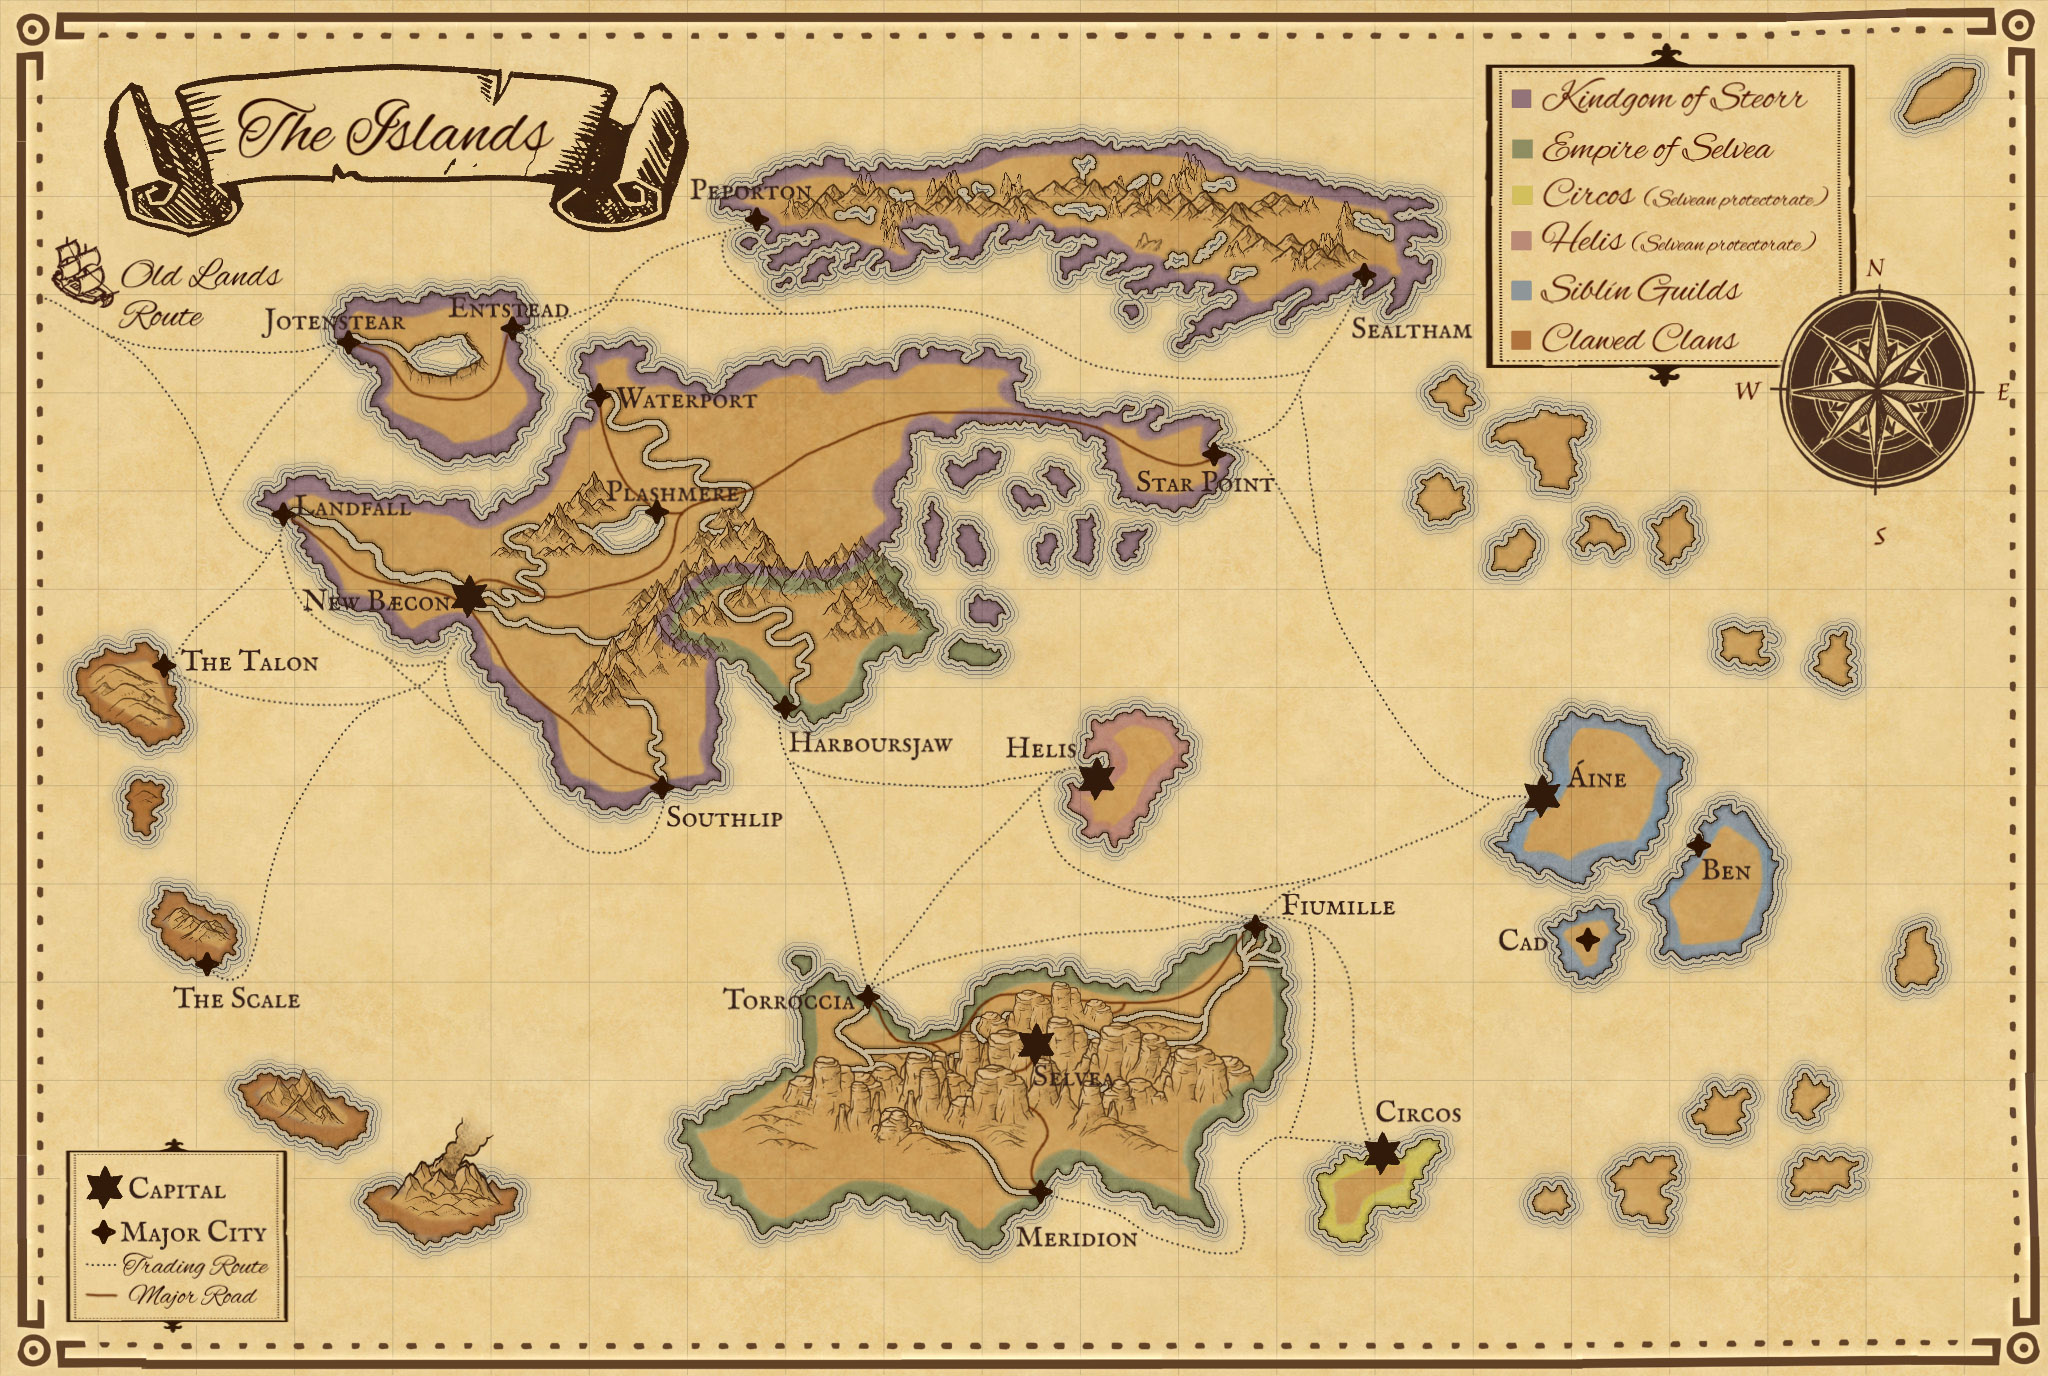 The Islands
Kindgom of Steorr
Empire of Selvea
Circos (Selvean protectorate)
Helis (Selvean protectorate)
Siblín Guilds
Clawed Clans
N
W
E
S
Old Lands
Route
Peporton
Jotenstear
Entstead
Sealtham
Waterport
Star Point
Plashmere
Landfall
New Bæcon
The Talon
Harboursjaw
Helis
Áine
Southlip
Ben
Fiumille
Cad
The Scale
Torroccia
Selvea
Circos
Meridion
Capital
Major City
Trading Route
Major Road